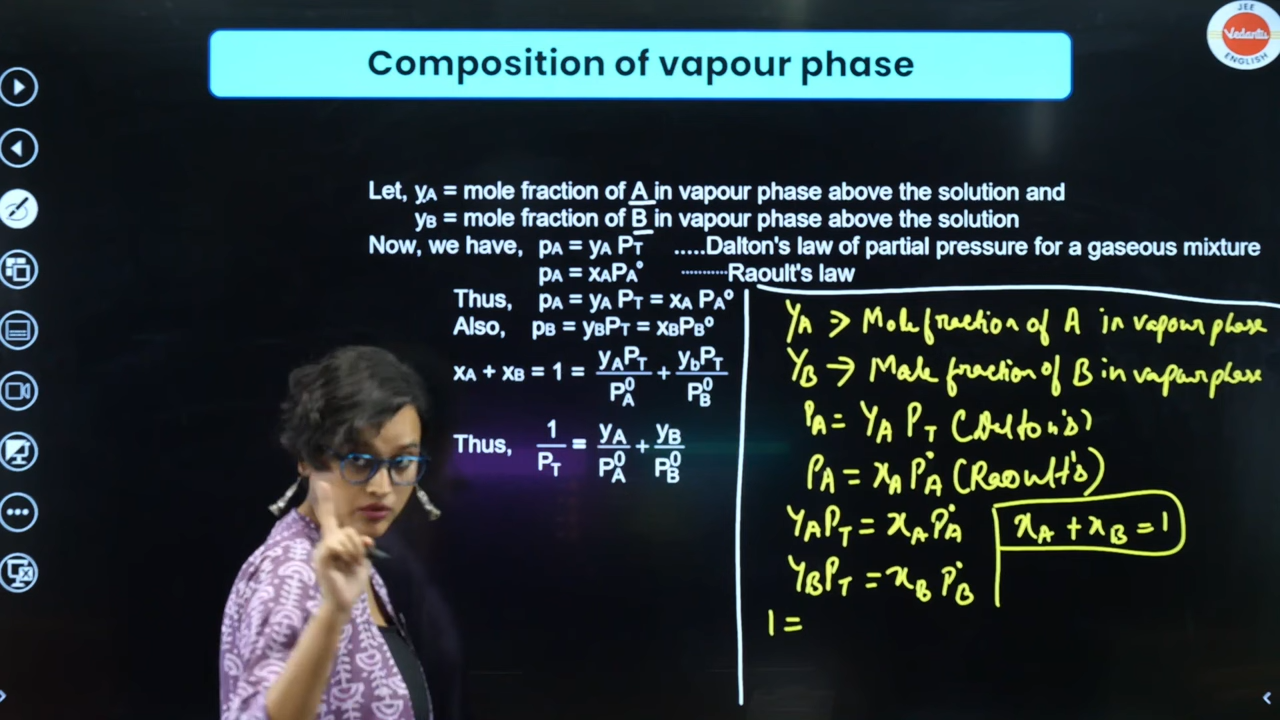 JEE
Vedantu
ENGLISH
Composition of vapour phase
Let, yA = mole fraction of A in vapour phase above the solution and
yB = mole fraction of B in vapour phase above the solution
Now, we have, pA = yA PT .....Dalton's law of partial pressure for a gaseous mixture
pA = xAPA° ...........Raoult's law
Thus, pA = yA PT = xA PA°
Also, pB = yBPT = xBPB°
xA + xB = 1 = yAPT/P⁰A + ybPT/P⁰B
Thus, 1/PT = yA/P⁰A + yB/P⁰B
YA → Mole fraction of A in vapour phase
YB → Mole fraction of B in vapour phase
PA = YA PT (Dalton's)
PA = xA P°A (Raoult's)
YAPT = xAP°A
xA + xB = 1
YBPT = xB P°B
1 =